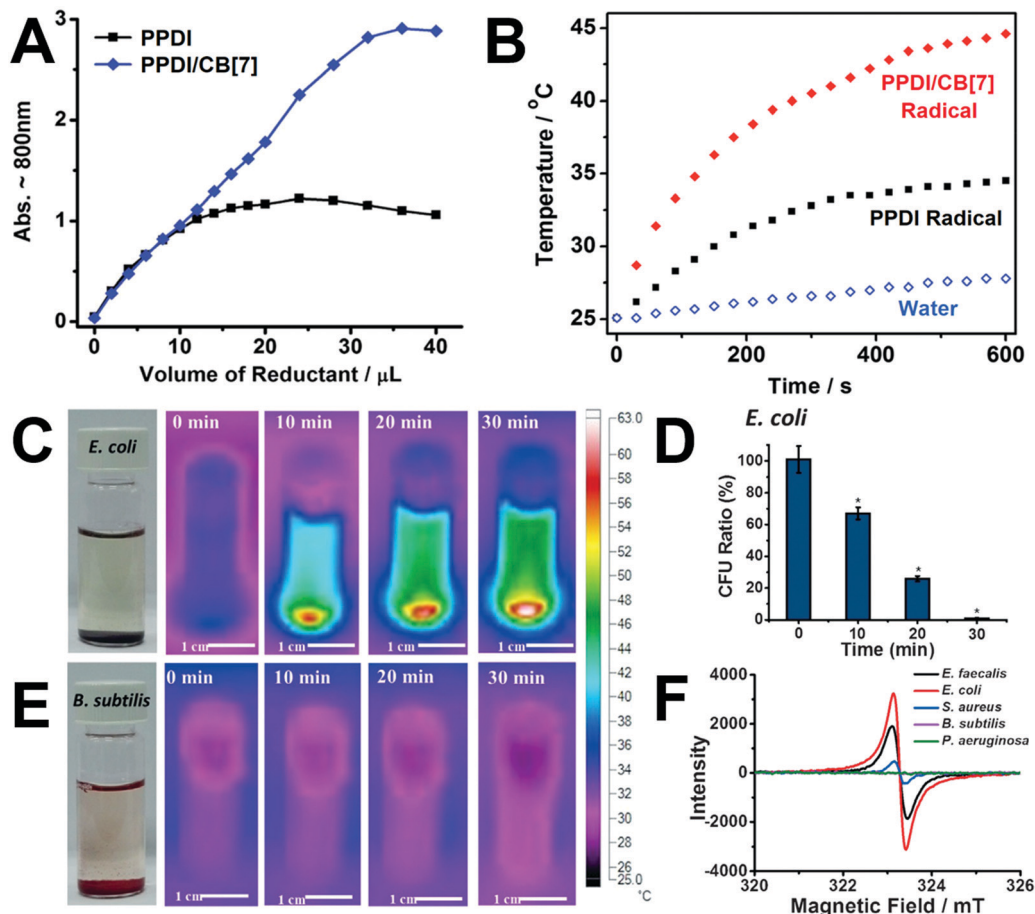 A
PPDI
PPDI/CB[7]
Abs. ~ 800nm
3
2
1
0
0 10 20 30 40
Volume of Reductant / μL
B
Temperature / °C
45
40
35
30
25
PPDI/CB[7]
Radical
PPDI Radical
Water
0 200 400 600
Time / s
C
E. coli
0 min
10 min
20 min
30 min
1 cm
1 cm
1 cm
1 cm
63.0
60
58
56
54
52
50
48
46
44
42
40
38
36
34
32
30
28
26
25.0
°C
D
E. coli
CFU Ratio (%)
100
80
60
40
20
0
* * *
0 10 20 30
Time (min)
E
B. subtilis
0 min
10 min
20 min
30 min
1 cm
1 cm
1 cm
1 cm
F
E. faecalis
E. coli
S. aureus
B. subtilis
P. aeruginosa
Intensity
4000
2000
0
-2000
-4000
320 322 324 326
Magnetic Field / mT